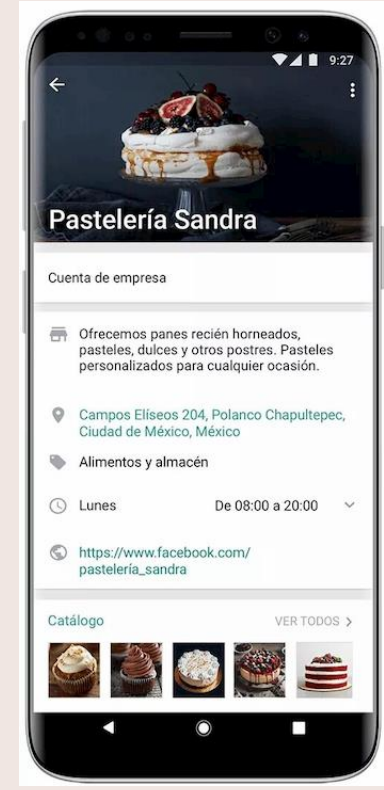 9:27
Pastelería Sandra
Cuenta de empresa
Ofrecemos panes recién horneados,
pasteles, dulces y otros postres. Pasteles
personalizados para cualquier ocasión.
Campos Elíseos 204, Polanco Chapultepec,
Ciudad de México, México
Alimentos y almacén
Lunes De 08:00 a 20:00
https://www.facebook.com/
pastelería_sandra
Catálogo VER TODOS